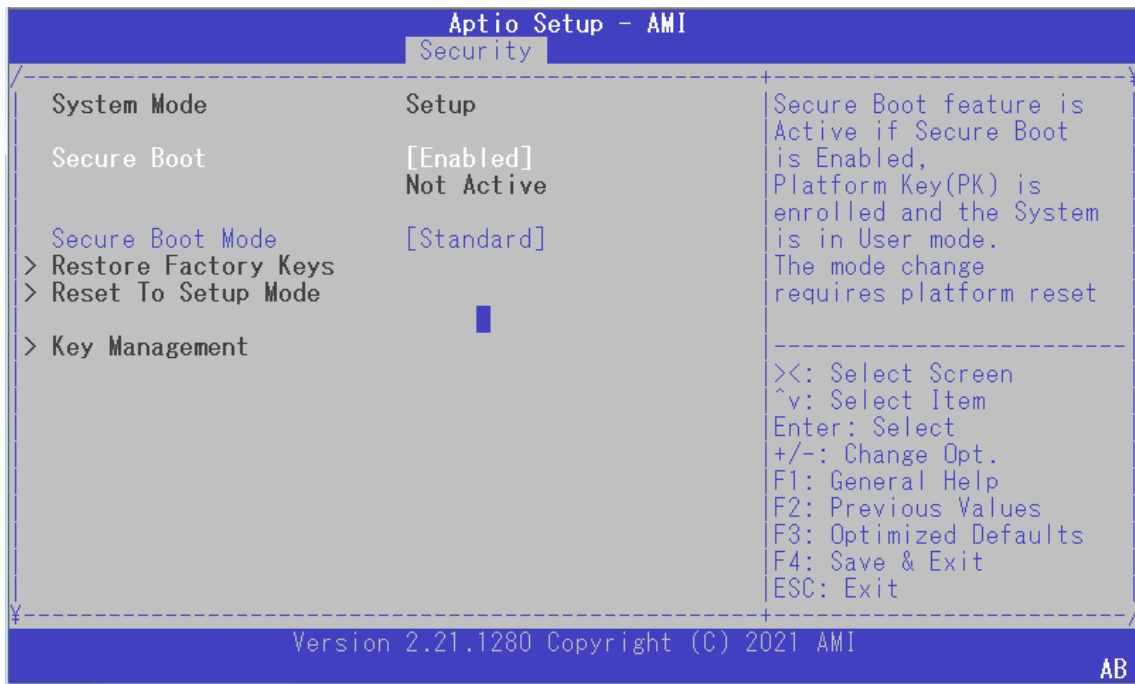 Aptio Setup - AMI
Security
System Mode Setup
Secure Boot [Enabled]
Not Active
Secure Boot Mode [Standard]
> Restore Factory Keys
> Reset To Setup Mode
> Key Management
Secure Boot feature is
Active if Secure Boot
is Enabled,
Platform Key(PK) is
enrolled and the System
is in User mode.
The mode change
requires platform reset
><: Select Screen
^v: Select Item
Enter: Select
+/-: Change Opt.
F1: General Help
F2: Previous Values
F3: Optimized Defaults
F4: Save & Exit
ESC: Exit
Version 2.21.1280 Copyright (C) 2021 AMI
AB